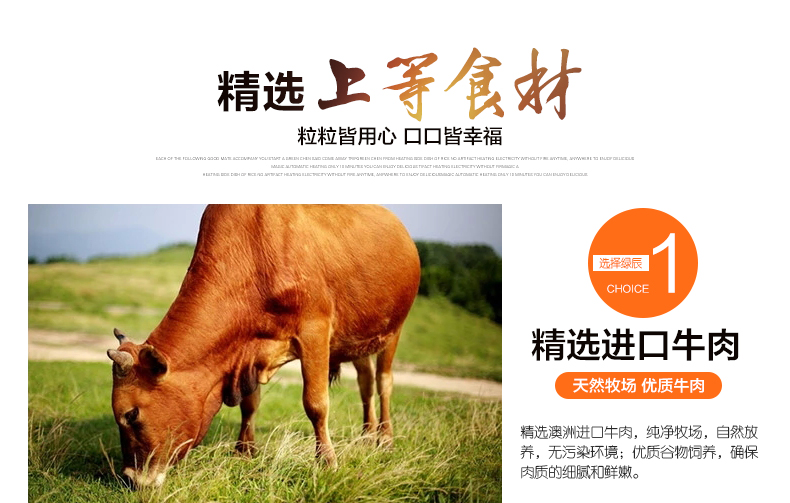 精选上等食材
粒粒皆用心 口口皆幸福
选择绿辰
1
CHOICE
精选进口牛肉
天然牧场 优质牛肉
精选澳洲进口牛肉，纯净牧场，自然放
养，无污染环境；优质谷物饲养，确保
肉质的细腻和鲜嫩。